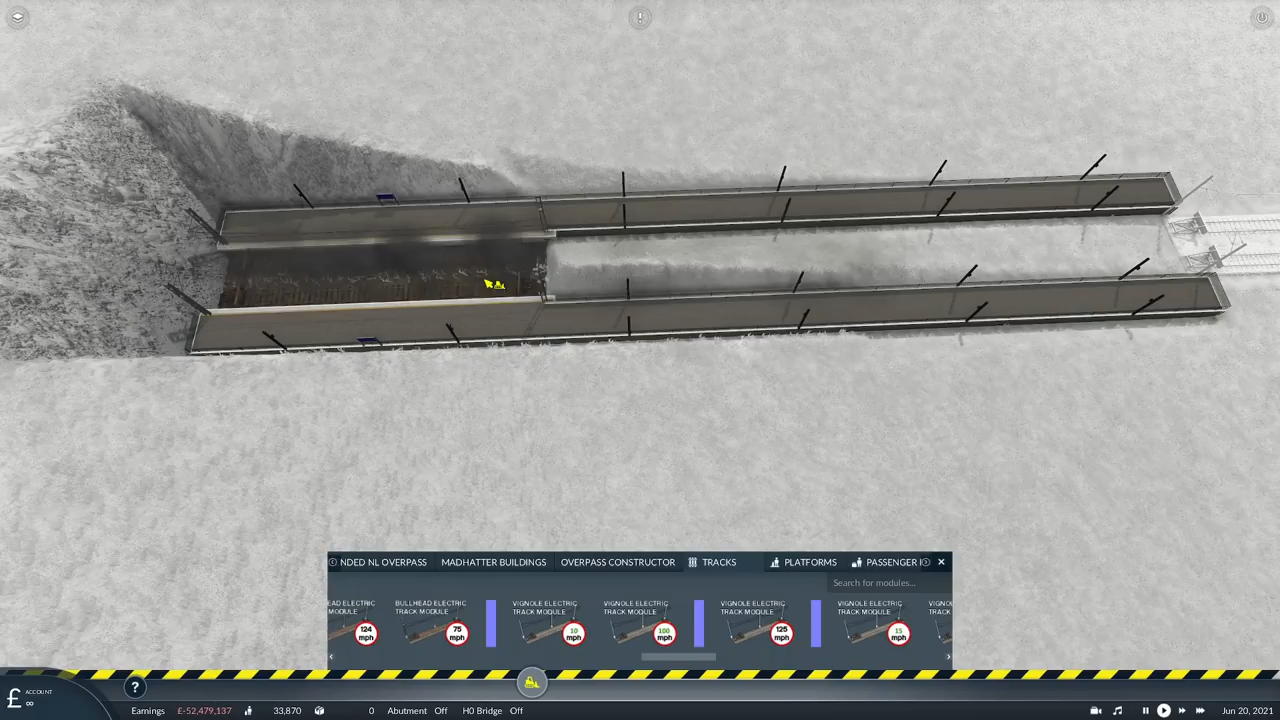 NDED NL OVERPASS MADHATTER BUILDINGS OVERPASS CONSTRUCTOR TRACKS PLATFORMS PASSENGER I
Search for modules...
EAD ELECTRIC
MODULE
124
mph
BULLHEAD ELECTRIC
TRACK MODULE
75
mph
VIGNOLE ELECTRIC
TRACK MODULE
10
mph
VIGNOLE ELECTRIC
TRACK MODULE
100
mph
VIGNOLE ELECTRIC
TRACK MODULE
125
mph
VIGNOLE ELECTRIC
TRACK MODULE
15
mph
VIGNO
TRACK
£ ACCOUNT
∞
?
Earnings £-52,479,137 33,870 0 Abutment Off H0 Bridge Off Jun 20, 2021